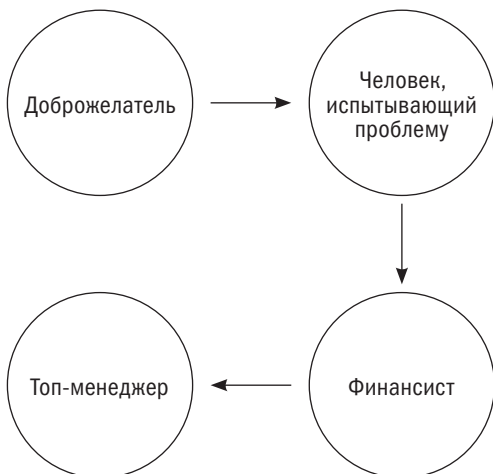 Доброжелатель
Человек,
испытывающий
проблему
Топ-менеджер
Финансист